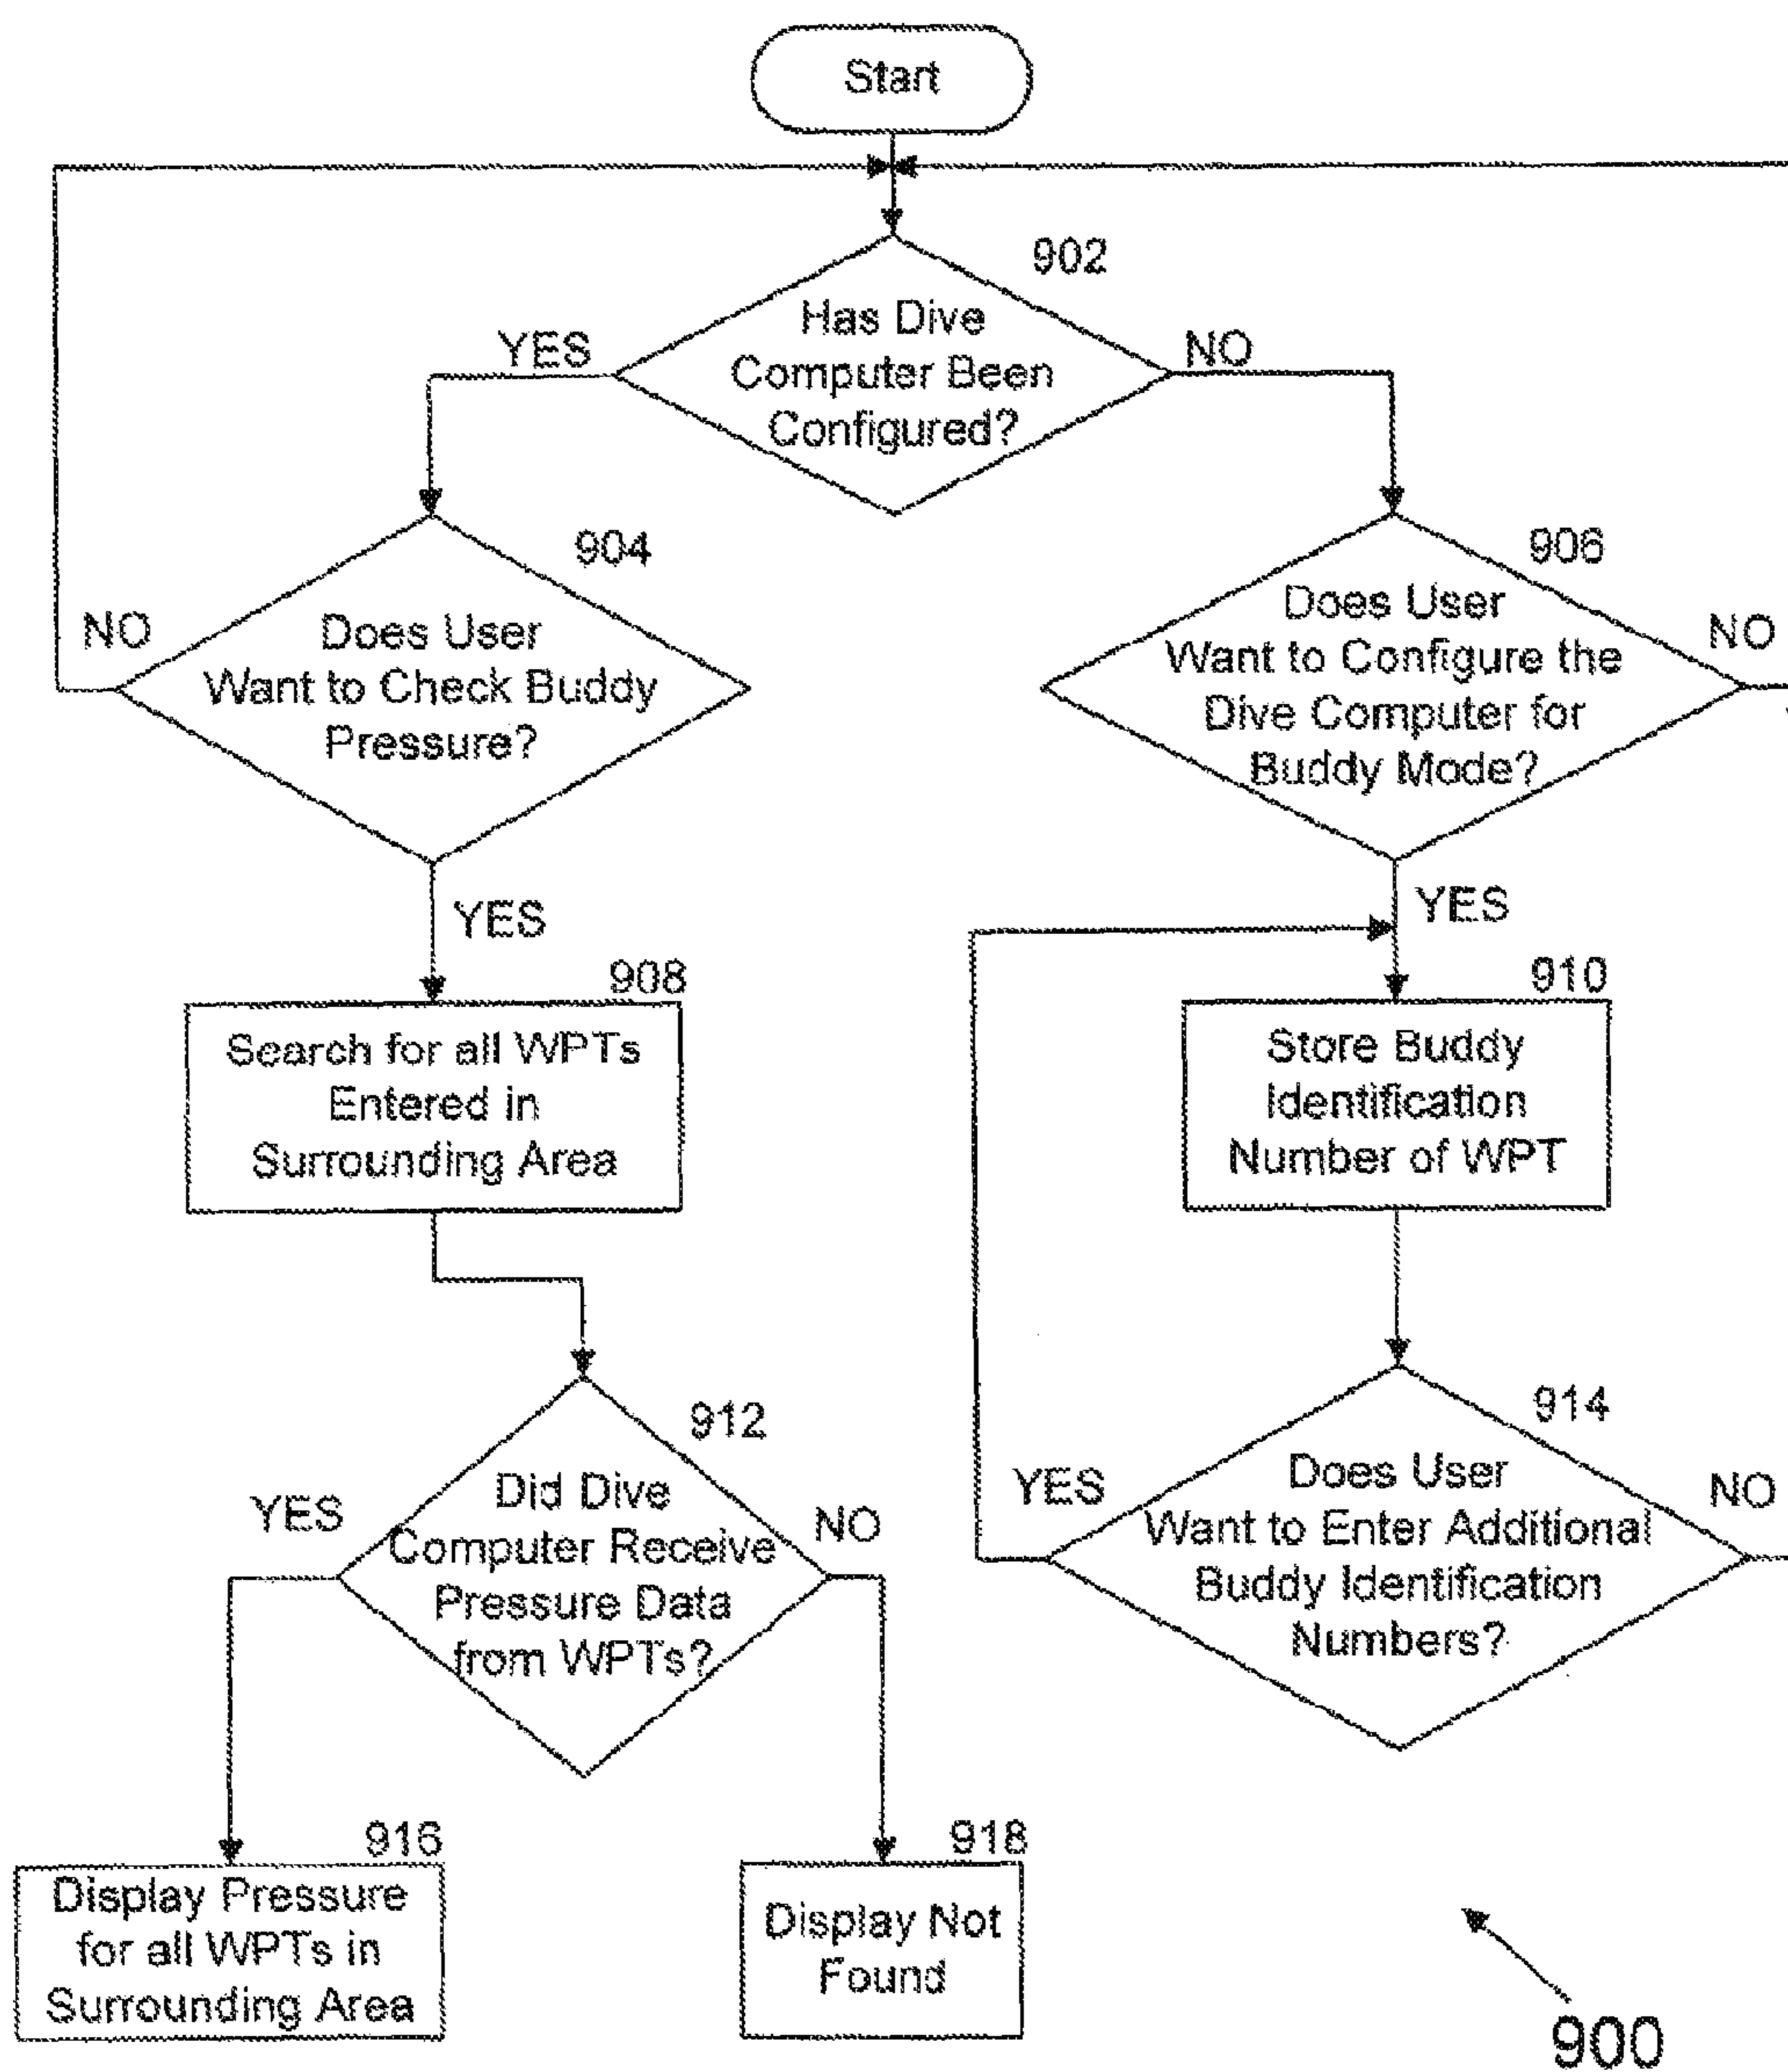 Start
902
Has Dive
Computer Been
Configured?
YES
NO
904
Does User
Want to Check Buddy
Pressure?
NO
YES
906
Does User
Want to Configure the
Dive Computer for
Buddy Mode?
NO
YES
908
Search for all WPTs
Entered in
Surrounding Area
910
Store Buddy
Identification
Number of WPT
912
Did Dive
Computer Receive
Pressure Data
from WPTs?
YES
NO
914
Does User
Want to Enter Additional
Buddy Identification
Numbers?
YES
NO
916
Display Pressure
for all WPTs in
Surrounding Area
918
Display Not
Found
900